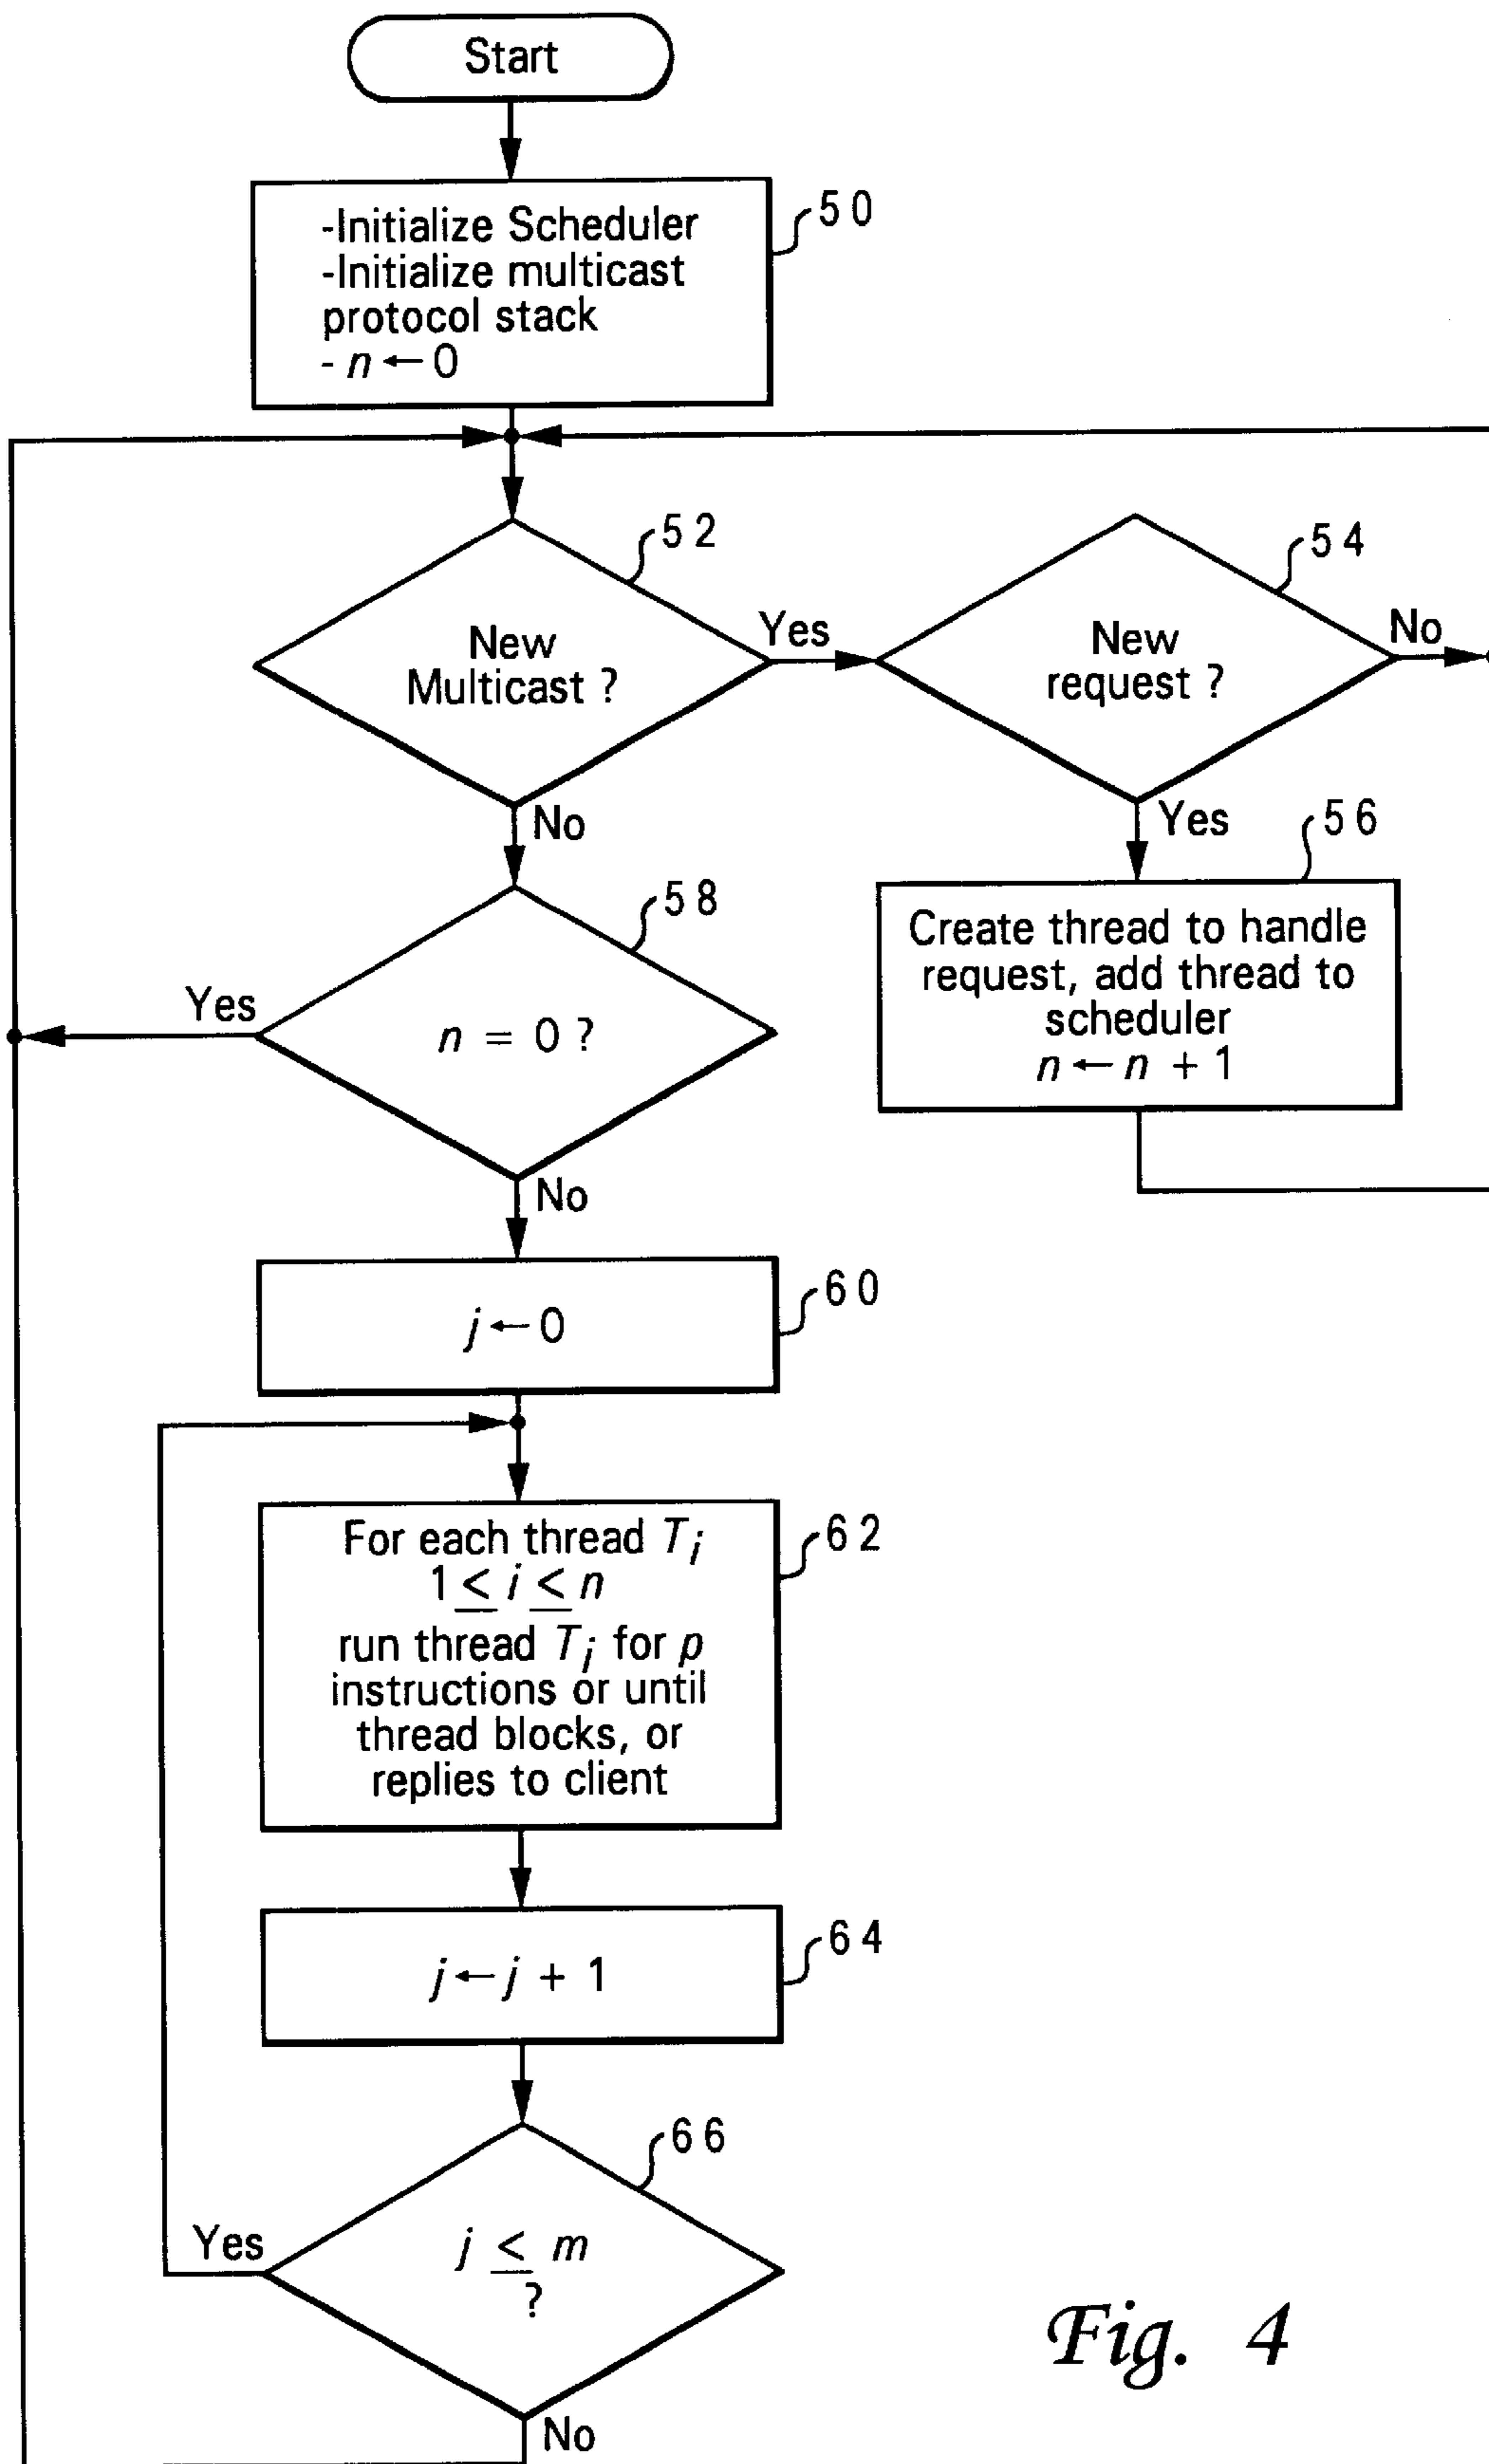 Start
-Initialize Scheduler
-Initialize multicast
protocol stack
- n ← 0
50
52
New
Multicast ?
Yes
No
54
New
request ?
No
Yes
56
Create thread to handle
request, add thread to
scheduler
n ← n + 1
58
n = 0 ?
Yes
No
60
j ← 0
62
For each thread Ti
1 ≤ i ≤ n
run thread Ti for p
instructions or until
thread blocks, or
replies to client
64
j ← j + 1
66
j ≤ m
?
Yes
No
Fig. 4